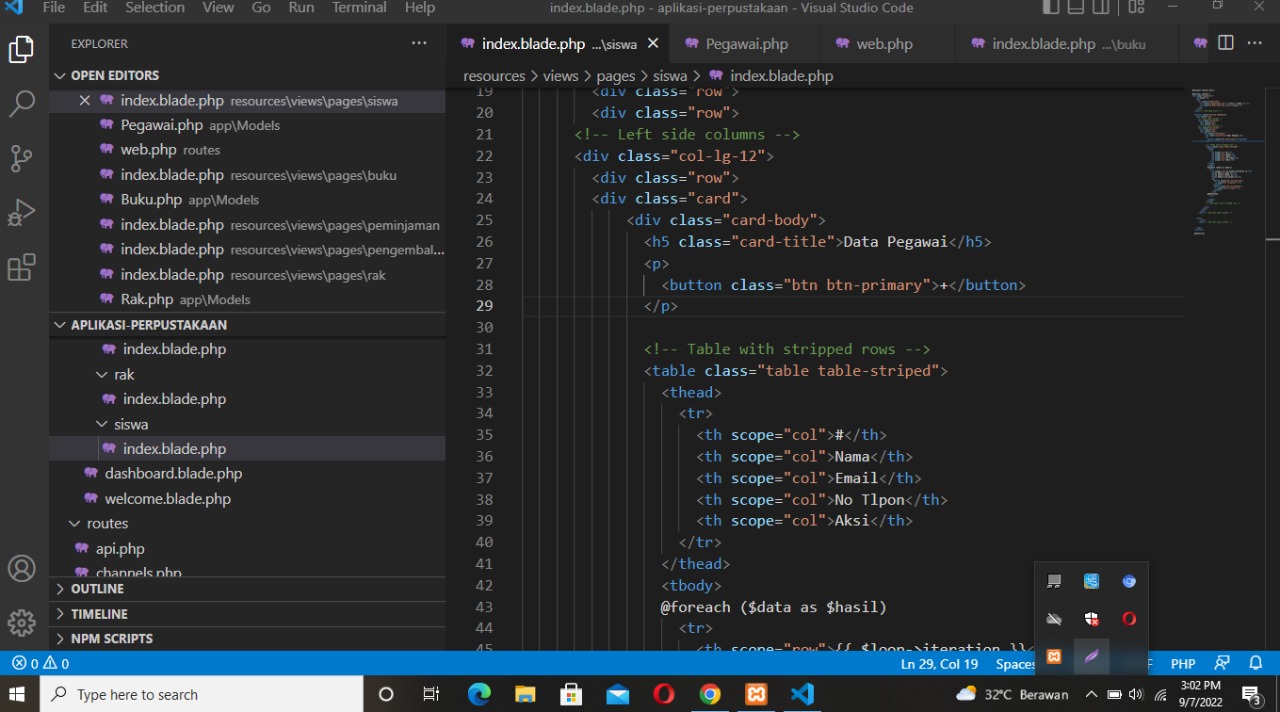 File Edit Selection View Go Run Terminal Help
index.blade.php - aplikasi-perpustakaan - Visual Studio Code
EXPLORER
OPEN EDITORS
index.blade.php resources\views\pages\siswa
Pegawai.php app\Models
web.php routes
index.blade.php resources\views\pages\buku
Buku.php app\Models
index.blade.php resources\views\pages\peminjaman
index.blade.php resources\views\pages\pengembal...
index.blade.php resources\views\pages\rak
Rak.php app\Models
APLIKASI-PERPUSTAKAAN
index.blade.php
rak
index.blade.php
siswa
index.blade.php
dashboard.blade.php
welcome.blade.php
routes
api.php
channels.php
OUTLINE
TIMELINE
NPM SCRIPTS
index.blade.php ...\siswa
Pegawai.php
web.php
index.blade.php ...\buku
resources > views > pages > siswa > index.blade.php
19 <div class="row">
20 <div class="row">
21 <!-- Left side columns -->
22 <div class="col-lg-12">
23 <div class="row">
24 <div class="card">
25 <div class="card-body">
26 <h5 class="card-title">Data Pegawai</h5>
27 <p>
28 <button class="btn btn-primary">+</button>
29 </p>
30
31 <!-- Table with stripped rows -->
32 <table class="table table-striped">
33 <thead>
34 <tr>
35 <th scope="col">#</th>
36 <th scope="col">Nama</th>
37 <th scope="col">Email</th>
38 <th scope="col">No Tlpon</th>
39 <th scope="col">Aksi</th>
40 </tr>
41 </thead>
42 <tbody>
43 @foreach ($data as $hasil)
44 <tr>
45 <th scope="row">{{ $loop->iteration }}<
0 0
Ln 29, Col 19 Spaces
F PHP
Type here to search
32°C Berawan
3:02 PM
9/7/2022
3